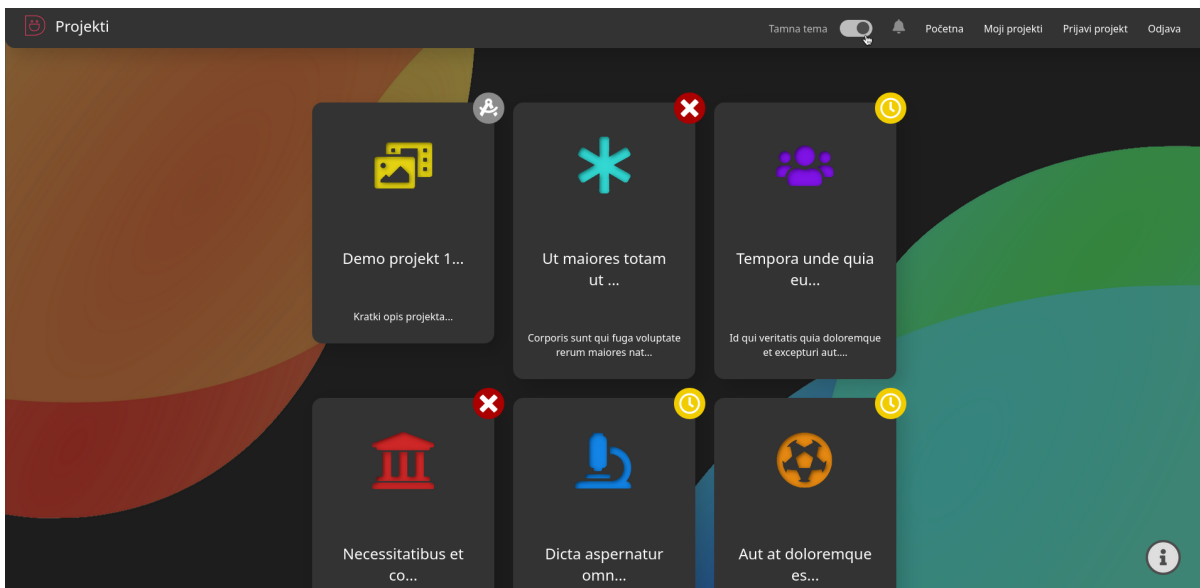 Projekti
Tamna tema
Početna
Moji projekti
Prijavi projekt
Odjava
Demo projekt 1...
Kratki opis projekta...
Ut maiores totam
ut ...
Corporis sunt qui fuga voluptate
rerum maiores nat...
Tempora unde quia
eu...
Id qui veritatis quia doloremque
et excepturi aut....
Necessitatibus et
co...
Dicta aspernatur
omn...
Aut at doloremque
es...